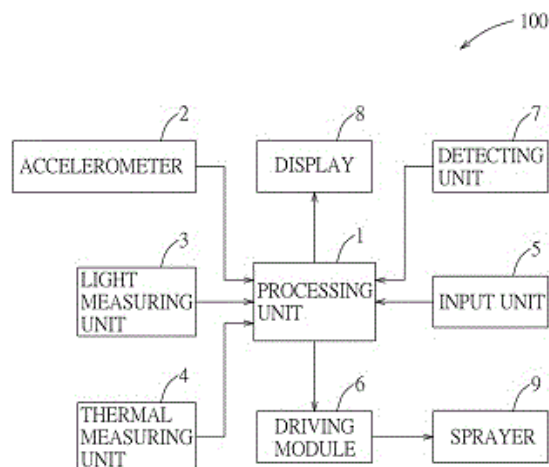 100
2
8
7
ACCELEROMETER
DISPLAY
DETECTING
UNIT
3
1
5
LIGHT
MEASURING
UNIT
PROCESSING
UNIT
INPUT UNIT
4
6
9
THERMAL
MEASURING
UNIT
DRIVING
MODULE
SPRAYER